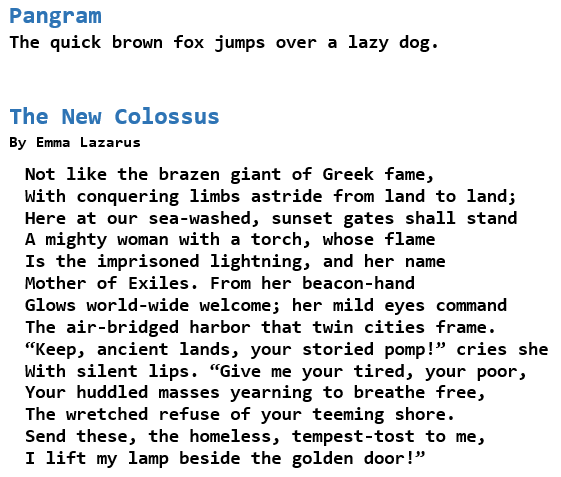 Pangram
The quick brown fox jumps over a lazy dog.
The New Colossus
By Emma Lazarus
Not like the brazen giant of Greek fame,
With conquering limbs astride from land to land;
Here at our sea-washed, sunset gates shall stand
A mighty woman with a torch, whose flame
Is the imprisoned lightning, and her name
Mother of Exiles. From her beacon-hand
Glows world-wide welcome; her mild eyes command
The air-bridged harbor that twin cities frame.
“Keep, ancient lands, your storied pomp!” cries she
With silent lips. “Give me your tired, your poor,
Your huddled masses yearning to breathe free,
The wretched refuse of your teeming shore.
Send these, the homeless, tempest-tost to me,
I lift my lamp beside the golden door!”